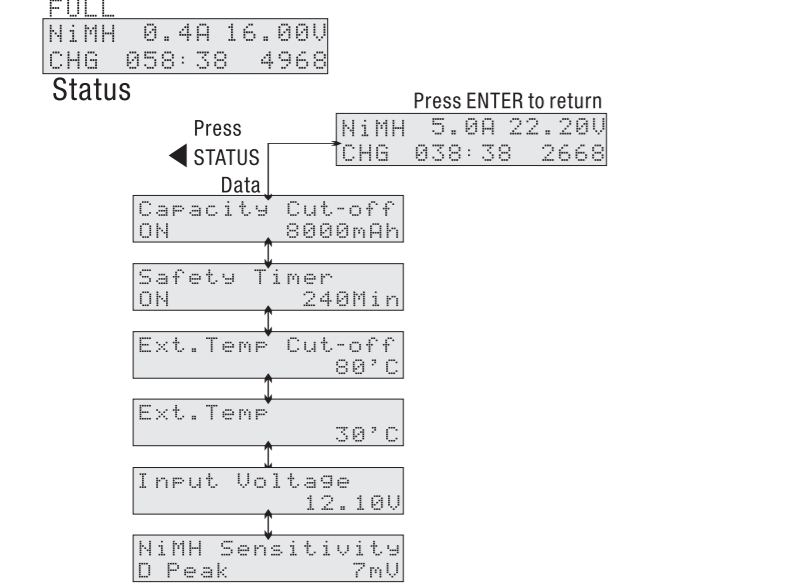 FULL
NiMH 0.4A 16.00V
CHG 058:38 4968
Status
Press ENTER to return
Press
STATUS
Data
NiMH 5.0A 22.20V
CHG 038:38 2668
Capacity Cut-off
ON 8000mAh
Safety Timer
ON 240Min
Ext.Temp Cut-off
80'C
Ext.Temp
30'C
Input Voltage
12.10V
NiMH Sensitivity
D Peak 7mV